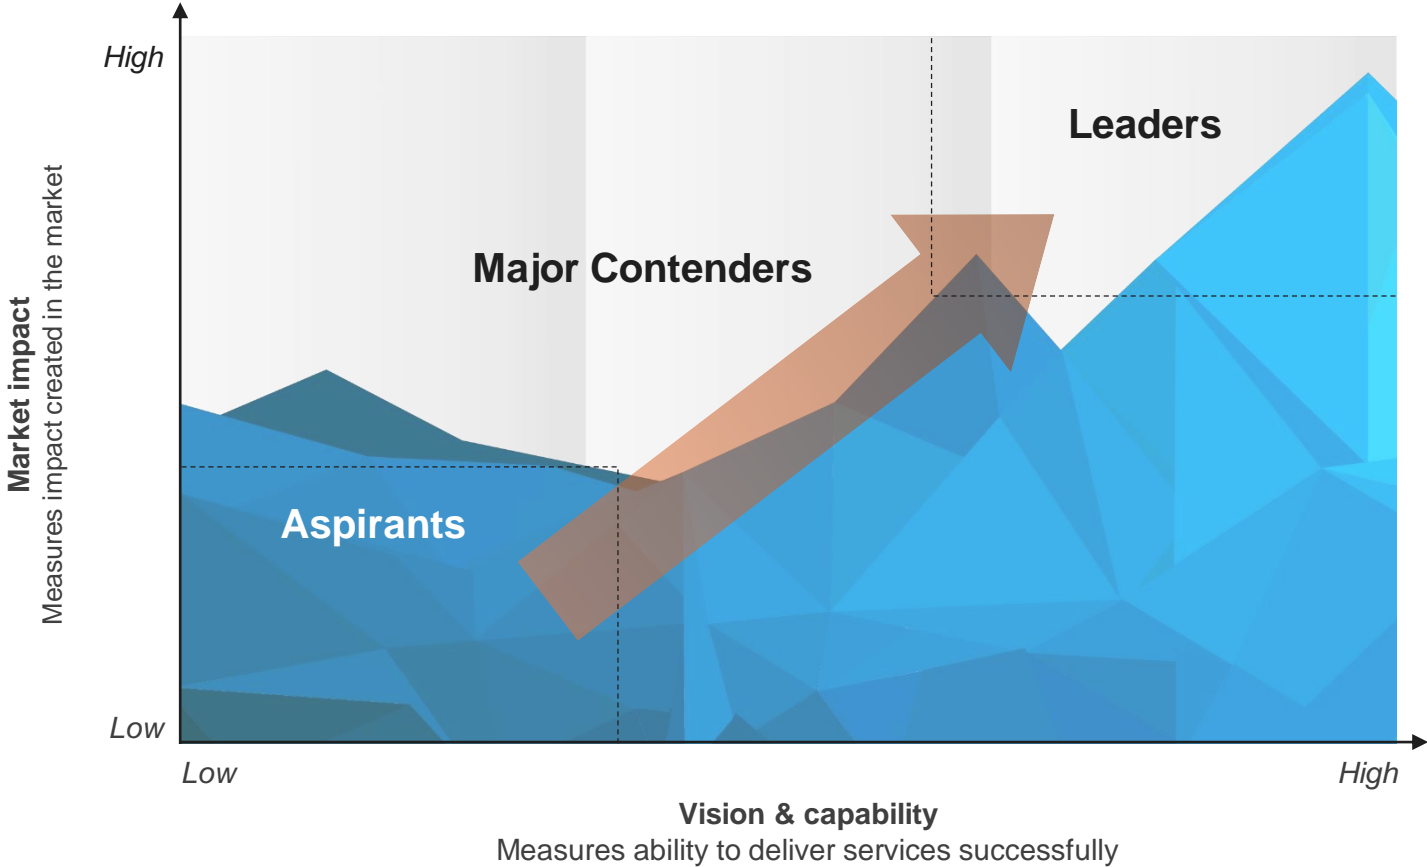 High
Leaders
Major Contenders
Market impact
Measures impact created in the market
Aspirants
Low
Low
High
Vision & capability
Measures ability to deliver services successfully